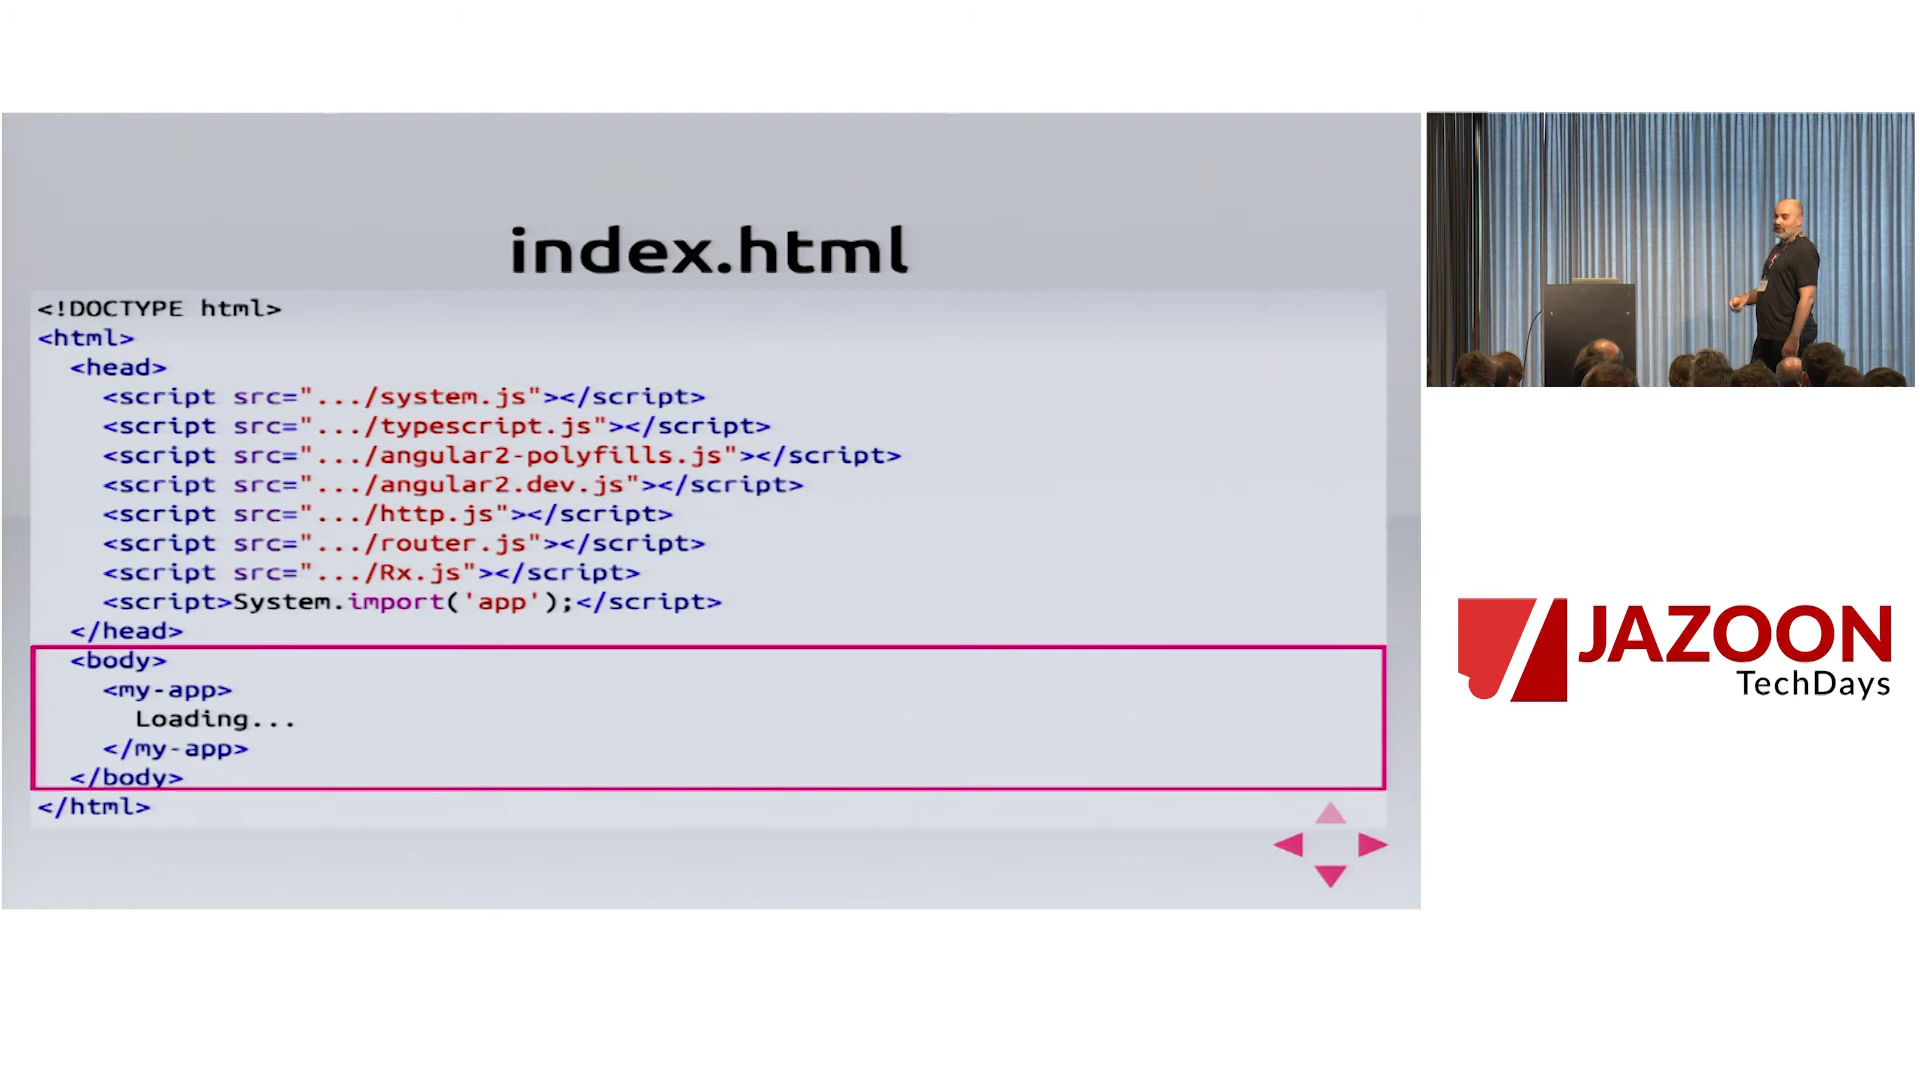 index.html
<!DOCTYPE html>
<html>
<head>
<script src=".../system.js"></script>
<script src=".../typescript.js"></script>
<script src=".../angular2-polyfills.js"></script>
<script src=".../angular2.dev.js"></script>
<script src=".../http.js"></script>
<script src=".../router.js"></script>
<script src=".../Rx.js"></script>
<script>System.import('app');</script>
</head>
<body>
<my-app>
Loading...
</my-app>
</body>
</html>
JAZOON
TechDays